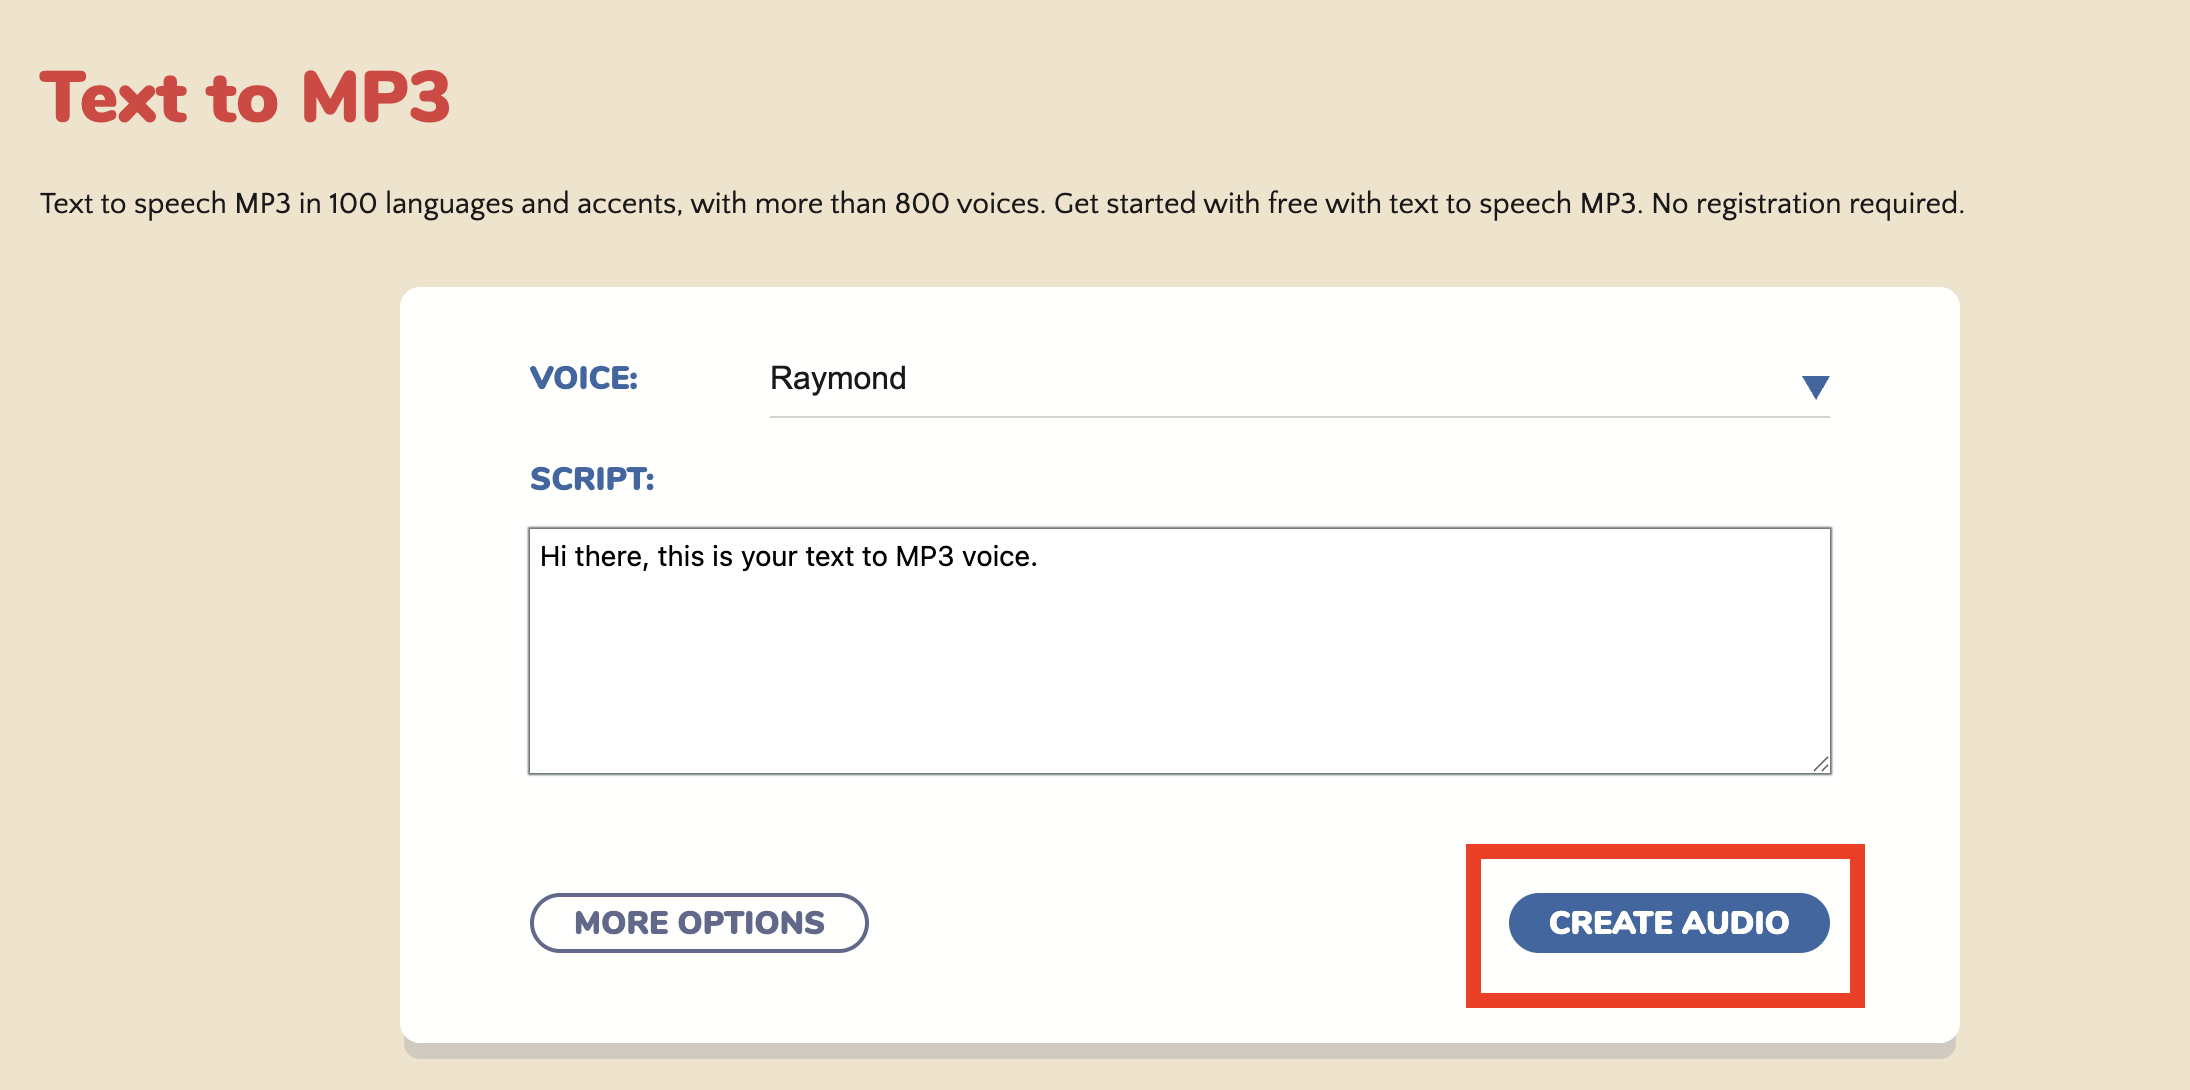 Text to MP3
Text to speech MP3 in 100 languages and accents, with more than 800 voices. Get started with free with text to speech MP3. No registration required.
VOICE: Raymond
SCRIPT:
Hi there, this is your text to MP3 voice.
MORE OPTIONS CREATE AUDIO